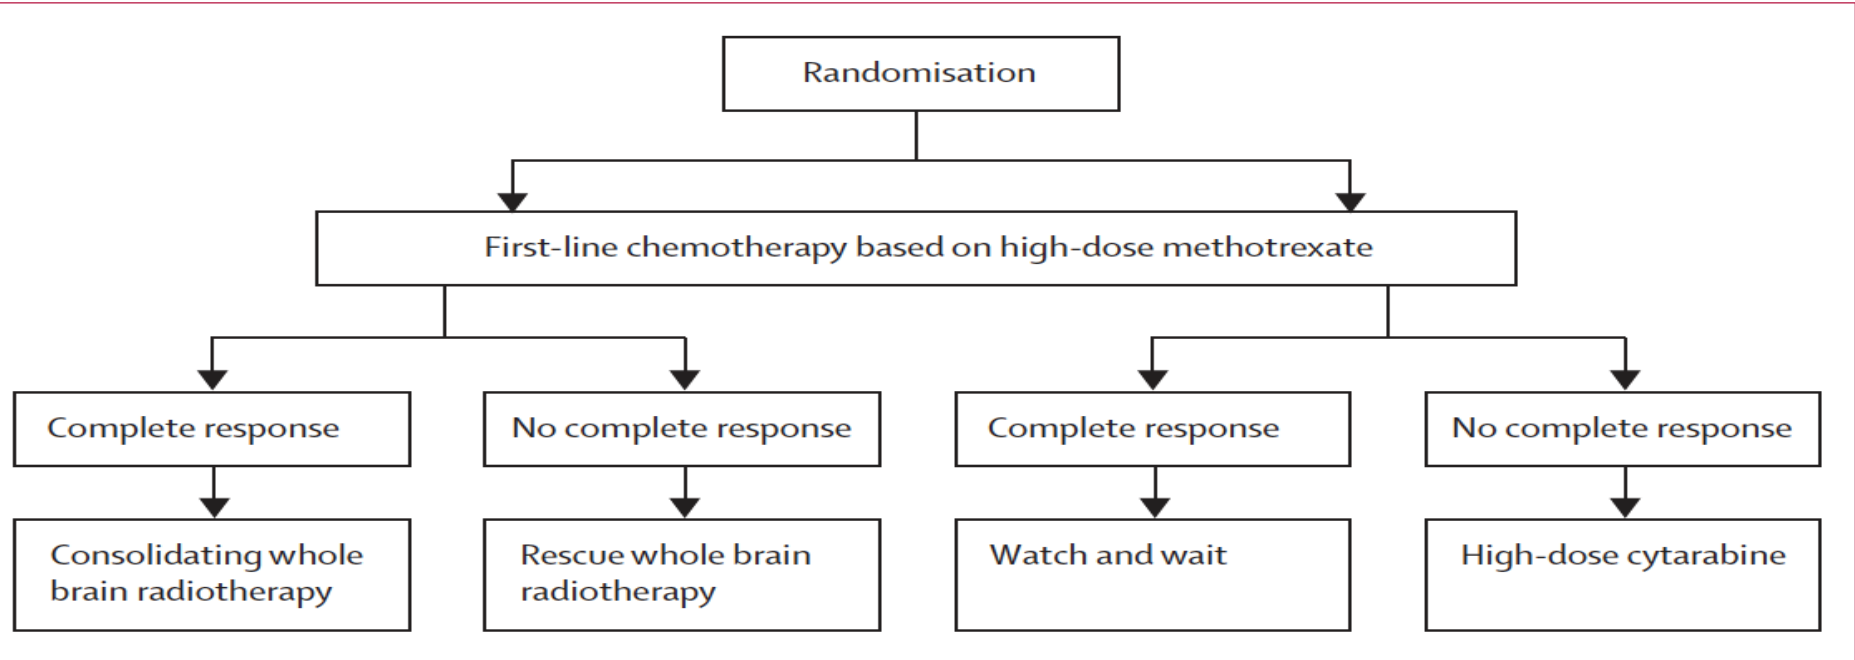 Randomisation
First-line chemotherapy based on high-dose methotrexate
Complete response
No complete response
Complete response
No complete response
Consolidating whole
brain radiotherapy
Rescue whole brain
radiotherapy
Watch and wait
High-dose cytarabine